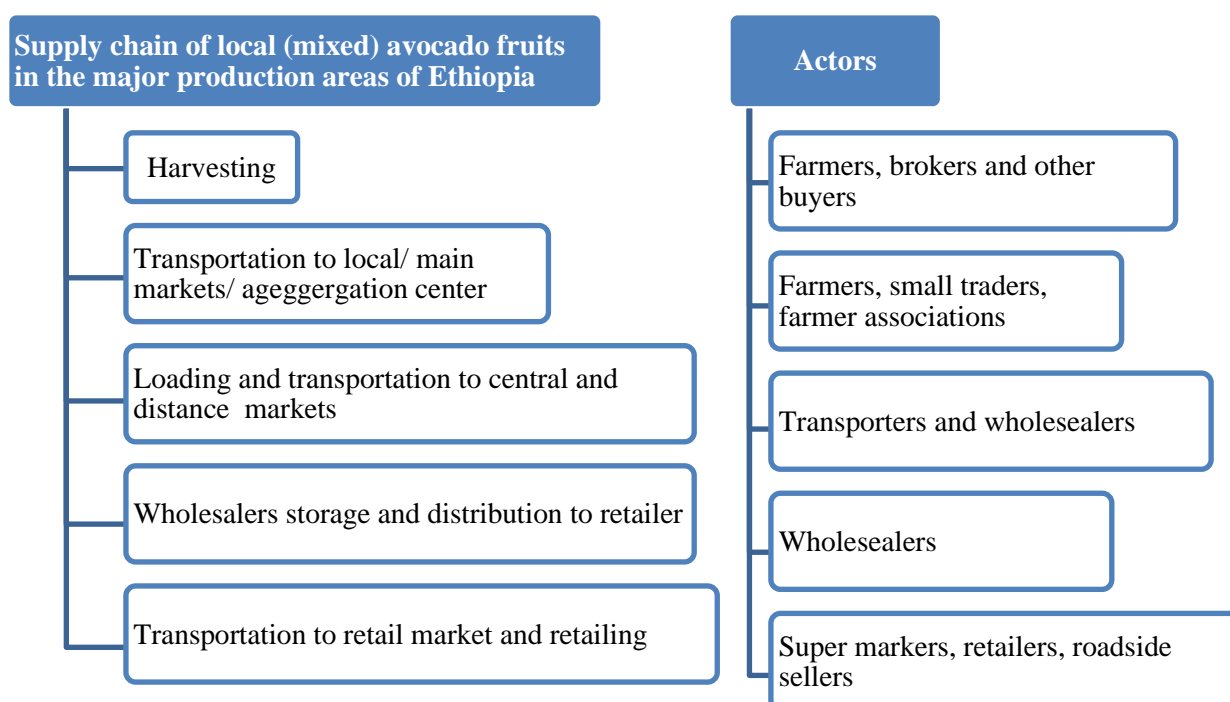 Supply chain of local (mixed) avocado fruits
in the major production areas of Ethiopia
Harvesting
Transportation to local/ main
markets/ ageggergation center
Loading and transportation to central and
distance markets
Wholesalers storage and distribution to retailer
Transportation to retail market and retailing
Actors
Farmers, brokers and other
buyers
Farmers, small traders,
farmer associations
Transporters and wholesealers
Wholesealers
Super markers, retailers, roadside
sellers